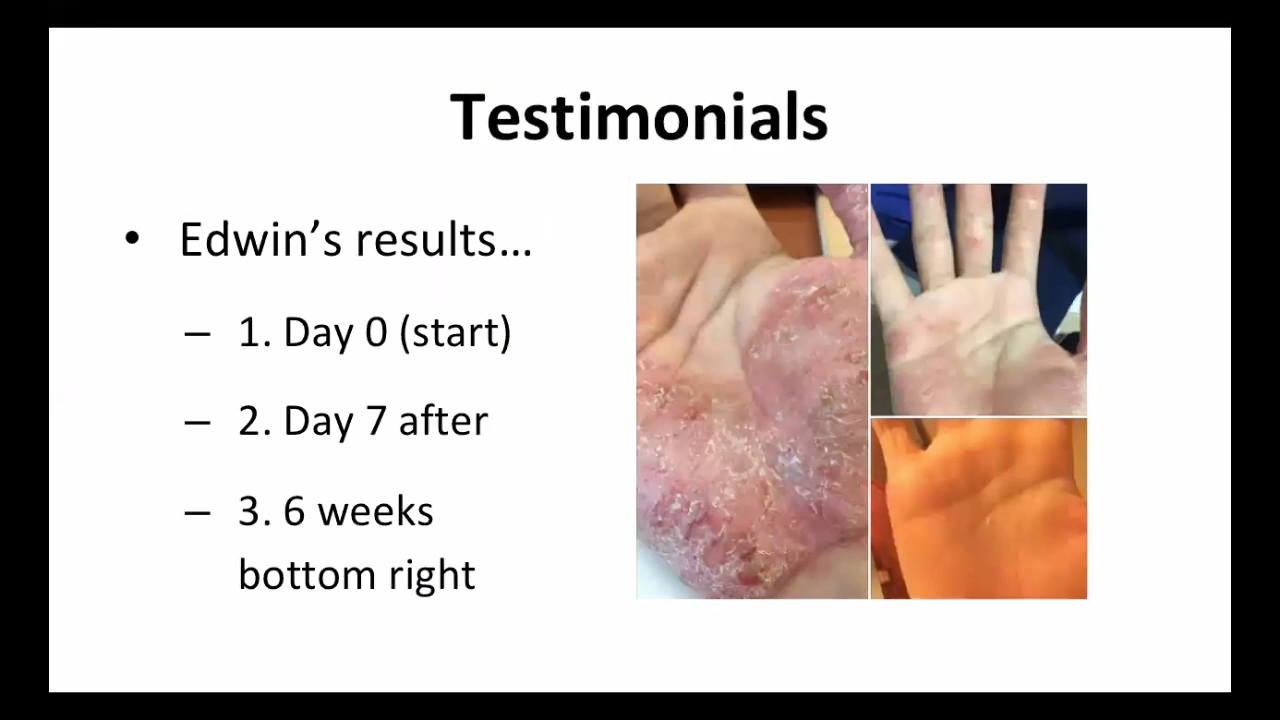 Testimonials
• Edwin’s results…
– 1. Day 0 (start)
– 2. Day 7 after
– 3. 6 weeks
bottom right